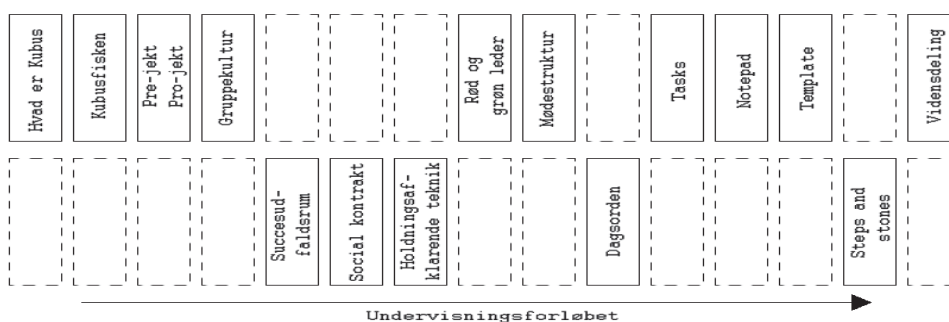 Hvad er Kubus
Kubusfisken
Pre-jekt
Pro-jekt
Gruppekultur
Rød og
grøn leder
Mødestruktur
Tasks
Notepad
Template
Vidensdeling
Succesud-
faldsrum
Social kontrakt
Holdningsaf-
klarende teknik
Dagsorden
Steps and
stones
Undervisningsforløbet